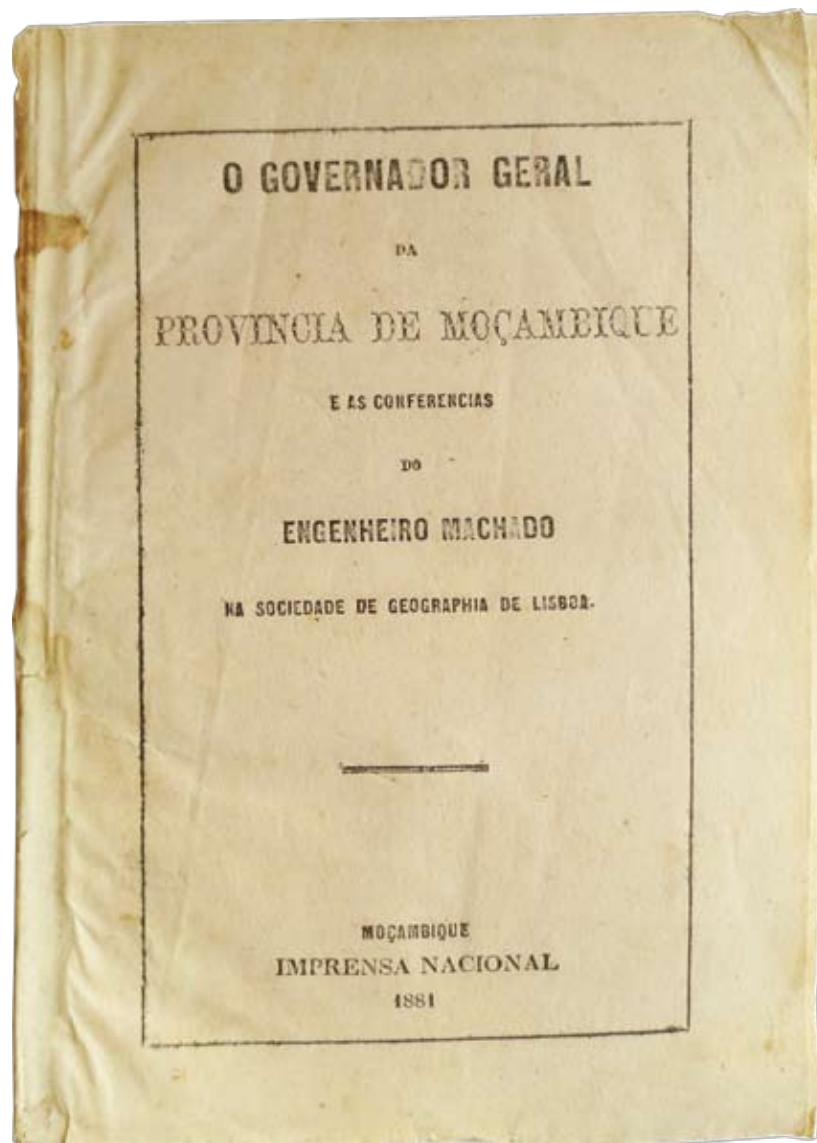 O GOVERNADOR GERAL
DA
PROVINCIA DE MOÇAMBIQUE
E AS CONFERENCIAS
DO
ENGENHEIRO MACHADO
NA SOCIEDADE DE GEOGRAPHIA DE LISBOA.
MOÇAMBIQUE
IMPRENSA NACIONAL
1881